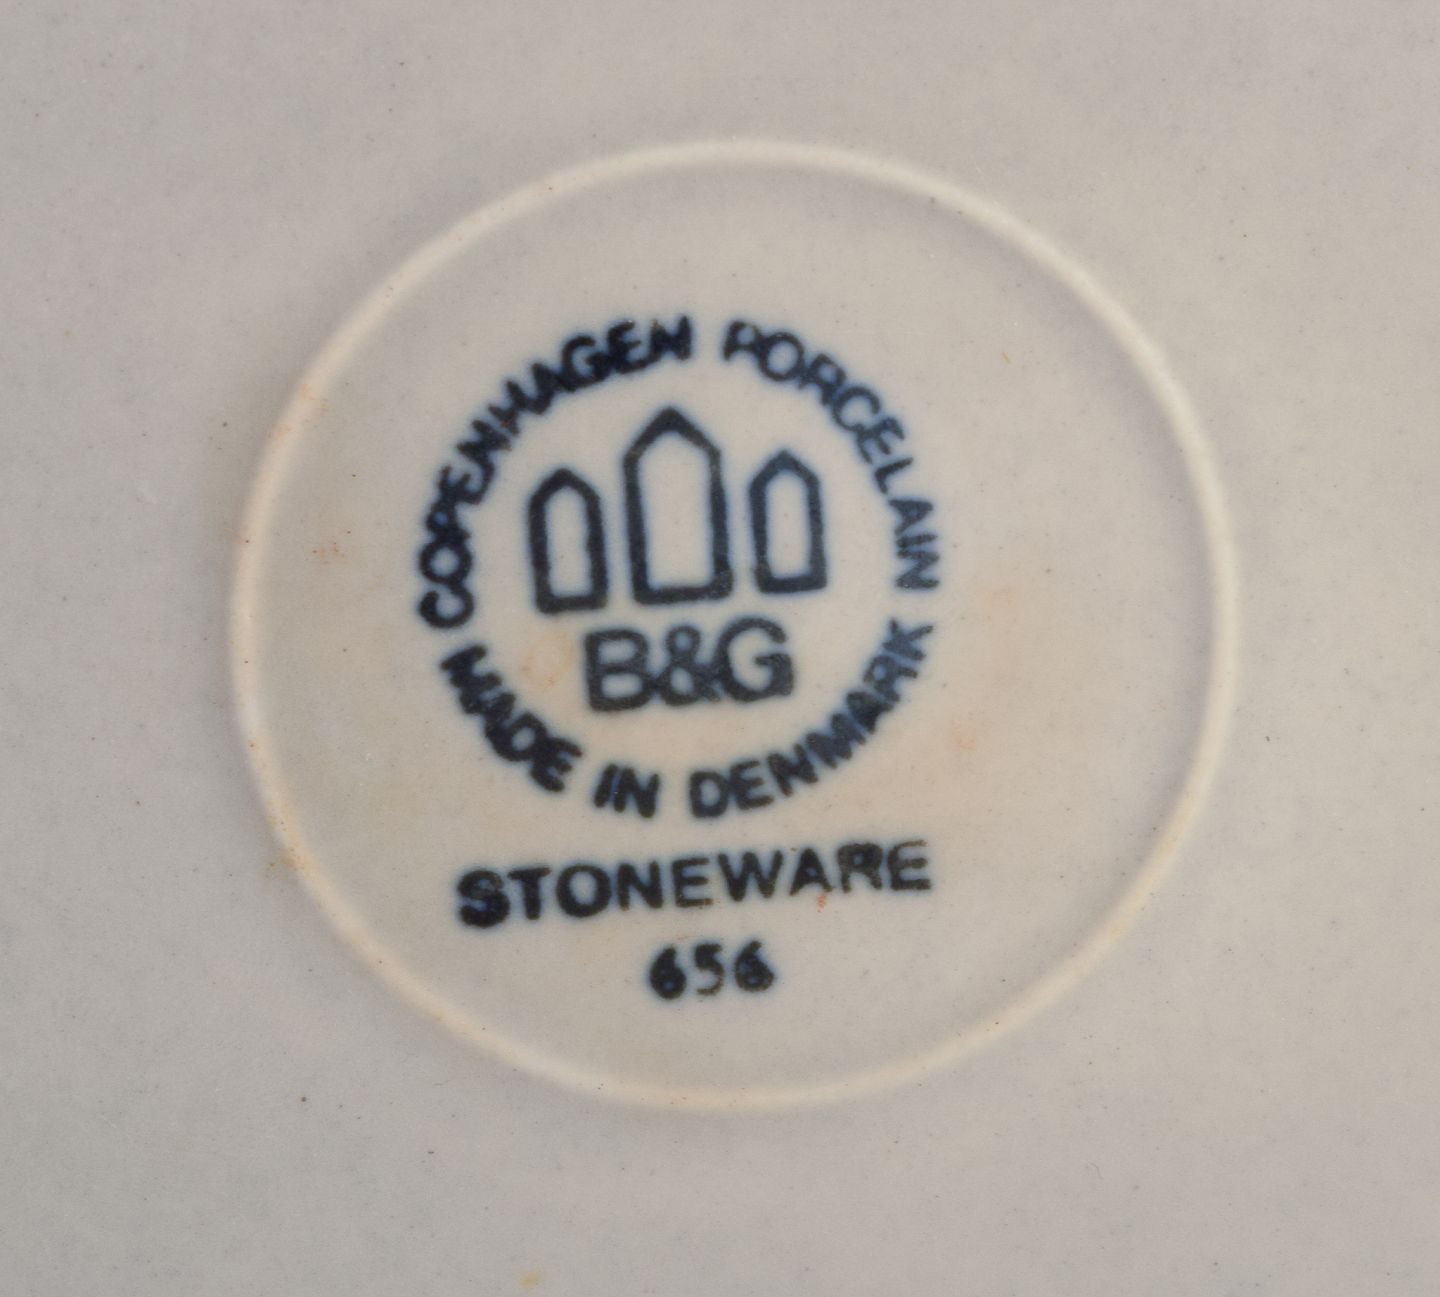 COPENHAGEN PORCELAIN
B&G
MADE IN DENMARK
STONEWARE
656